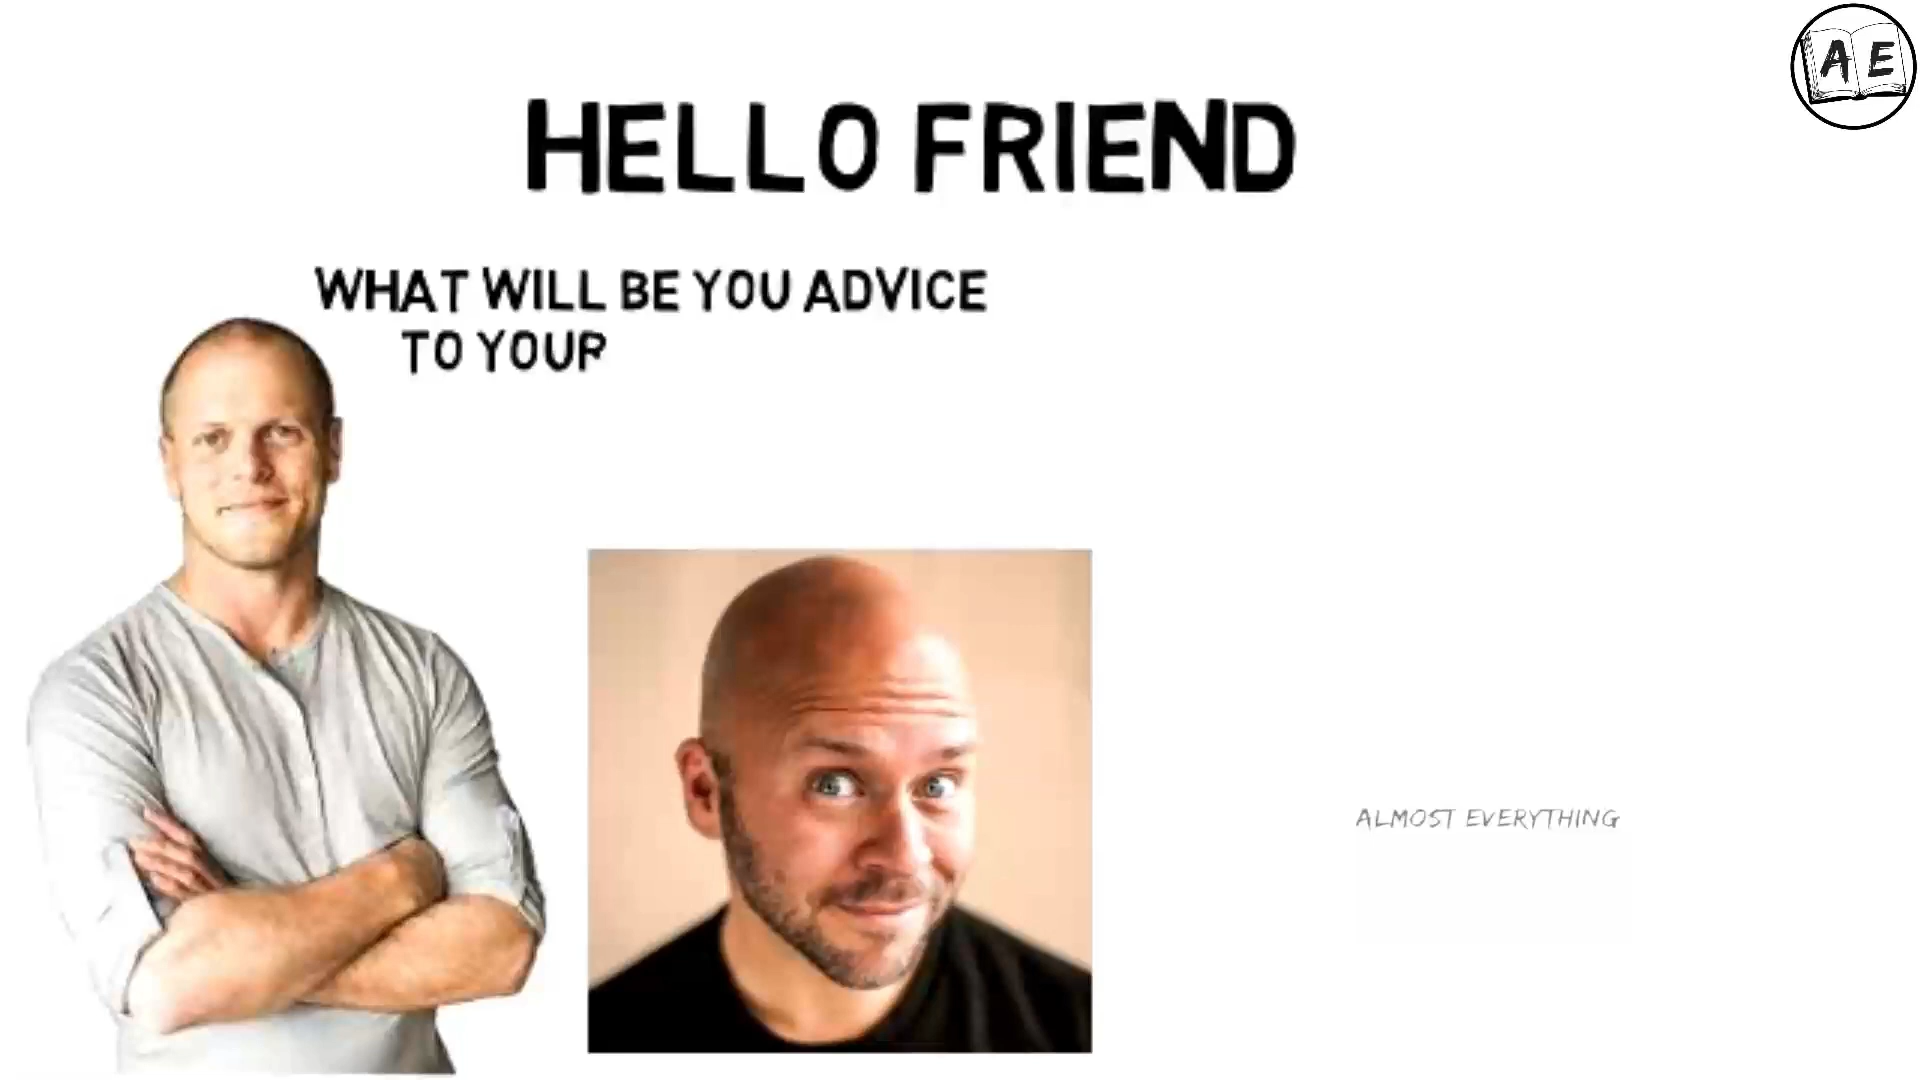 A E
HELLO FRIEND
WHAT WILL BE YOU ADVICE
TO YOUR
ALMOST EVERYTHING